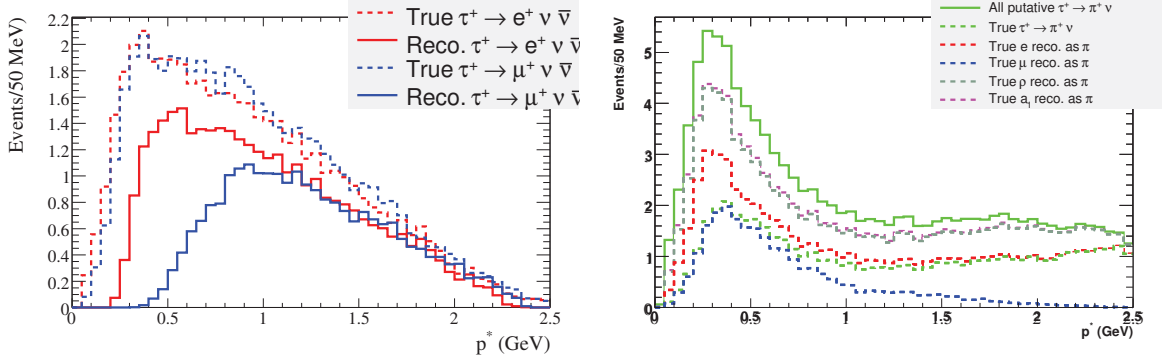 True τ⁺ → e⁺ ν ν̅
Reco. τ⁺ → e⁺ ν ν̅
True τ⁺ → μ⁺ ν ν̅
Reco. τ⁺ → μ⁺ ν ν̅
Events/50 MeV
2.2
2
1.8
1.6
1.4
1.2
1
0.8
0.6
0.4
0.2
0
0 0.5 1 1.5 2 2.5
p* (GeV)
All putative τ⁺ → π⁺ ν
True τ⁺ → π⁺ ν
True e reco. as π
True μ reco. as π
True ρ reco. as π
True a₁ reco. as π
Events/50 MeV
5
4
3
2
1
0
0 0.5 1 1.5 2 2.5
p* (GeV)